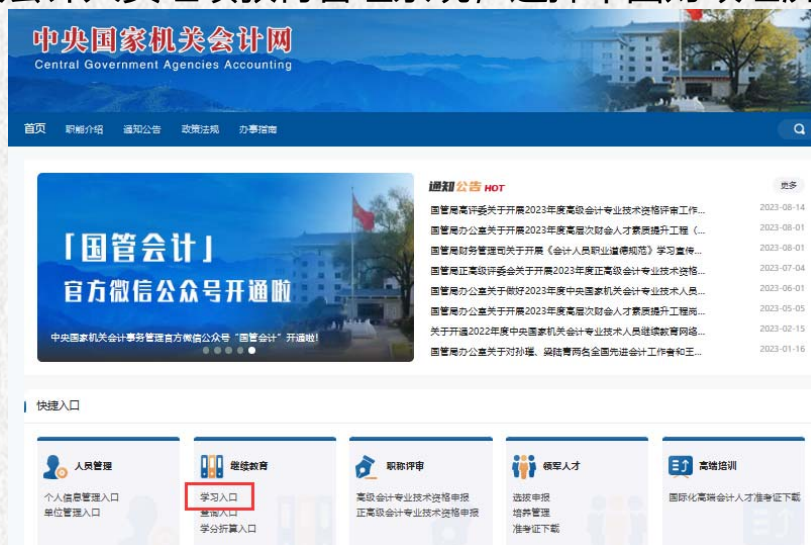 中央国家机关会计网
Central Government Agencies Accounting
首页 职能介绍 通知公告 政策法规 办事指南
「国管会计」
官方微信公众号开通啦
中央国家机关会计事务管理官方微信公众号“国管会计”开通啦!
通知公告 HOT 更多
国管局高评委关于开展2023年度高级会计专业技术资格评审工作... 2023-08-14
国管局办公室关于开展2023年度高层次财会人才素质提升工程(... 2023-08-01
国管局财务管理司关于开展《会计人员职业道德规范》学习宣传... 2023-08-01
国管局正高级评委会关于开展2023年度正高级会计专业技术资格... 2023-07-04
国管局办公室关于做好2023年度中央国家机关会计专业技术人员... 2023-06-01
国管局办公室关于开展2023年度高层次财会人才素质提升工程岗... 2023-05-05
关于开通2022年度中央国家机关会计专业技术人员继续教育网络... 2023-02-15
国管局办公室关于对孙瑾、梁陆青两名全国先进会计工作者和王... 2023-01-16
快捷入口
人员管理
个人信息管理入口
单位管理入口
继续教育
学习入口
查询入口
学分折算入口
职称评审
高级会计专业技术资格申报
正高级会计专业技术资格申报
领军人才
选拔申报
培养管理
准考证下载
高端培训
国际化高端会计人才准考证下载